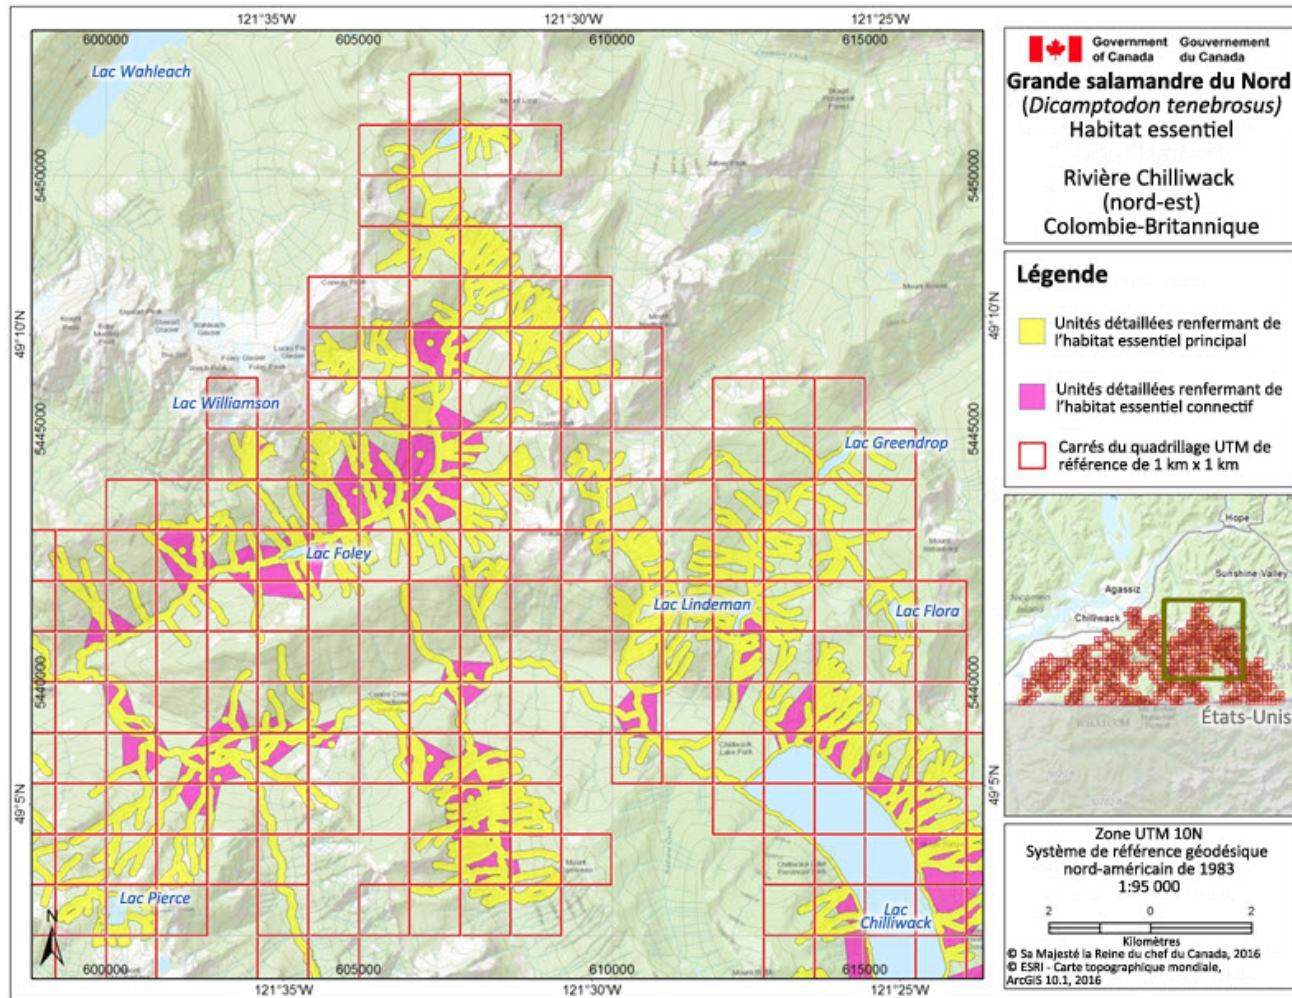 121°35'W 121°30'W 121°25'W
600000 605000 610000 615000
Lac Wahleach
5450000
5450000
49°10'N
49°10'N
Lac Williamson
5445000
5445000
Lac Greendrop
Lac Foley
Lac Lindeman
Lac Flora
5440000
5440000
49°5'N
49°5'N
Lac Pierce
Lac
Chilliwack
N
600000 605000 610000 615000
121°35'W 121°30'W 121°25'W
Government
of Canada
Gouvernement
du Canada
Grande salamandre du Nord
(Dicamptodon tenebrosus)
Habitat essentiel
Rivière Chilliwack
(nord-est)
Colombie-Britannique
Légende
Unités détaillées renfermant de
l'habitat essentiel principal
Unités détaillées renfermant de
l'habitat essentiel connectif
Carrés du quadrillage UTM de
référence de 1 km x 1 km
Hope
Sunshine Valley
Agassiz
Chilliwack
États-Unis
Zone UTM 10N
Système de référence géodésique
nord-américain de 1983
1:95 000
2 0 2
Kilomètres
© Sa Majesté la Reine du chef du Canada, 2016
© ESRI - Carte topographique mondiale,
ArcGIS 10.1, 2016